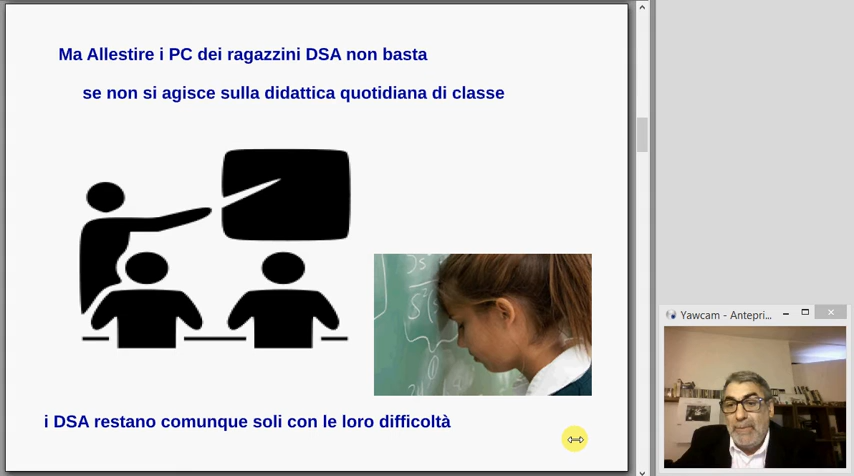 Ma Allestire i PC dei ragazzini DSA non basta
se non si agisce sulla didattica quotidiana di classe
i DSA restano comunque soli con le loro difficoltà
Yawcam - Antepri...